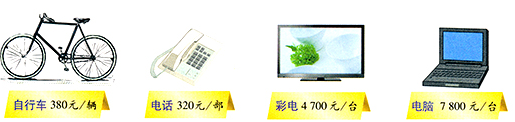 自行车 380元/辆
电话 320元/部
彩电 4 700元/台
电脑 7 800元/台